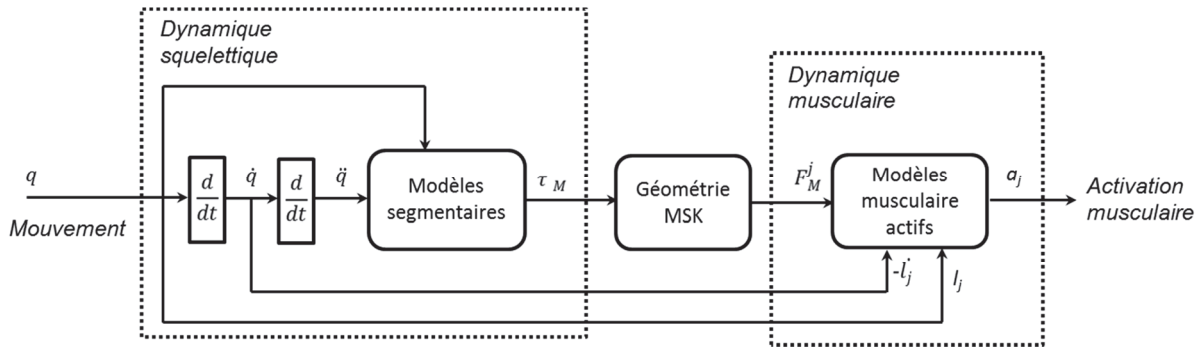 Dynamique
squelettique
Dynamique
musculaire
q
Mouvement
d
dt
q̇
d
dt
q̈
Modèles
segmentaires
τ M
Géométrie
MSK
F_M^j
Modèles
musculaire
actifs
a_j
Activation
musculaire
-l̇_j
l_j